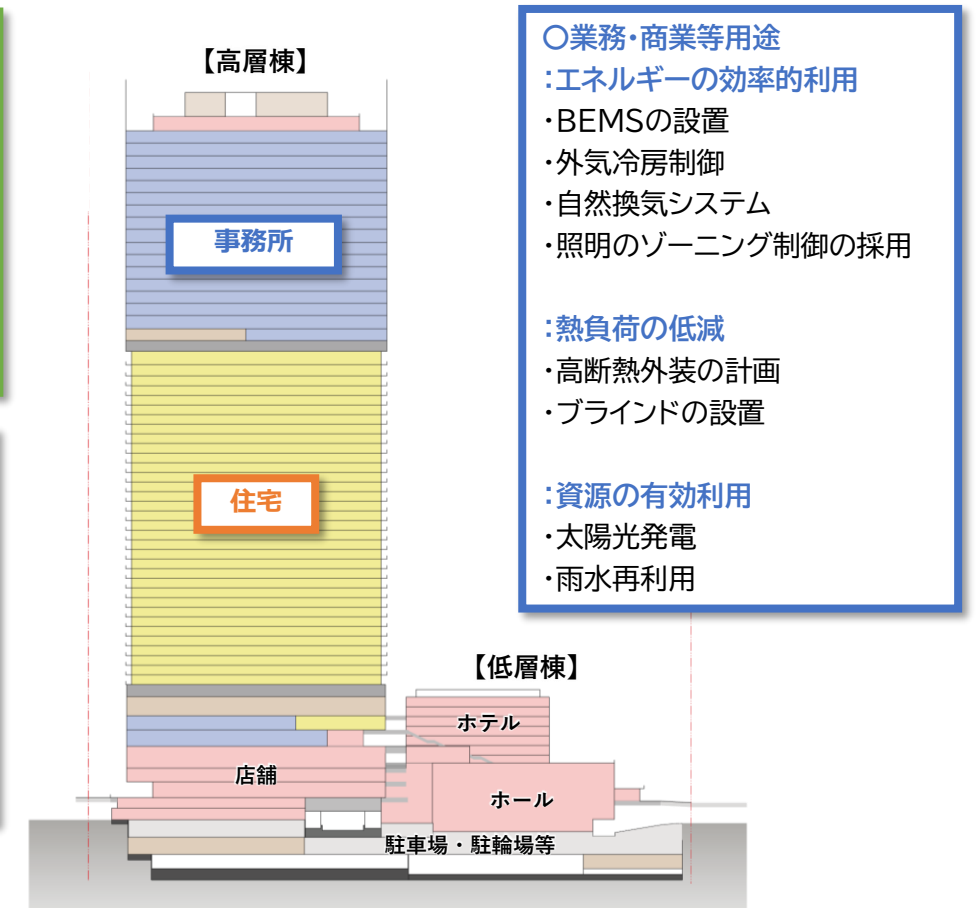 【高層棟】
事務所
住宅
【低層棟】
ホテル
店舗
ホール
駐車場・駐輪場等
〇業務・商業等用途
:エネルギーの効率的利用
・BEMSの設置
・外気冷房制御
・自然換気システム
・照明のゾーニング制御の採用
:熱負荷の低減
・高断熱外装の計画
・ブラインドの設置
:資源の有効利用
・太陽光発電
・雨水再利用